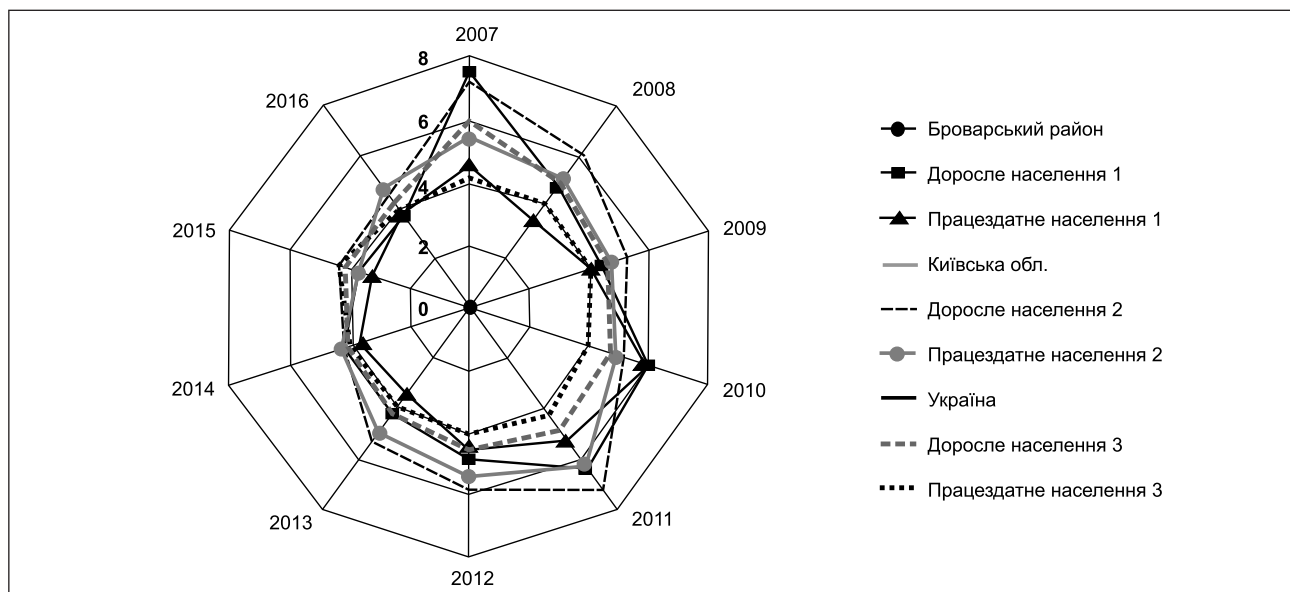 2007
8
2008
2016
6
4
2015
2009
2
0
2014
2010
2013
2011
2012
Броварський район
Доросле населення 1
Працездатне населення 1
Київська обл.
Доросле населення 2
Працездатне населення 2
Україна
Доросле населення 3
Працездатне населення 3